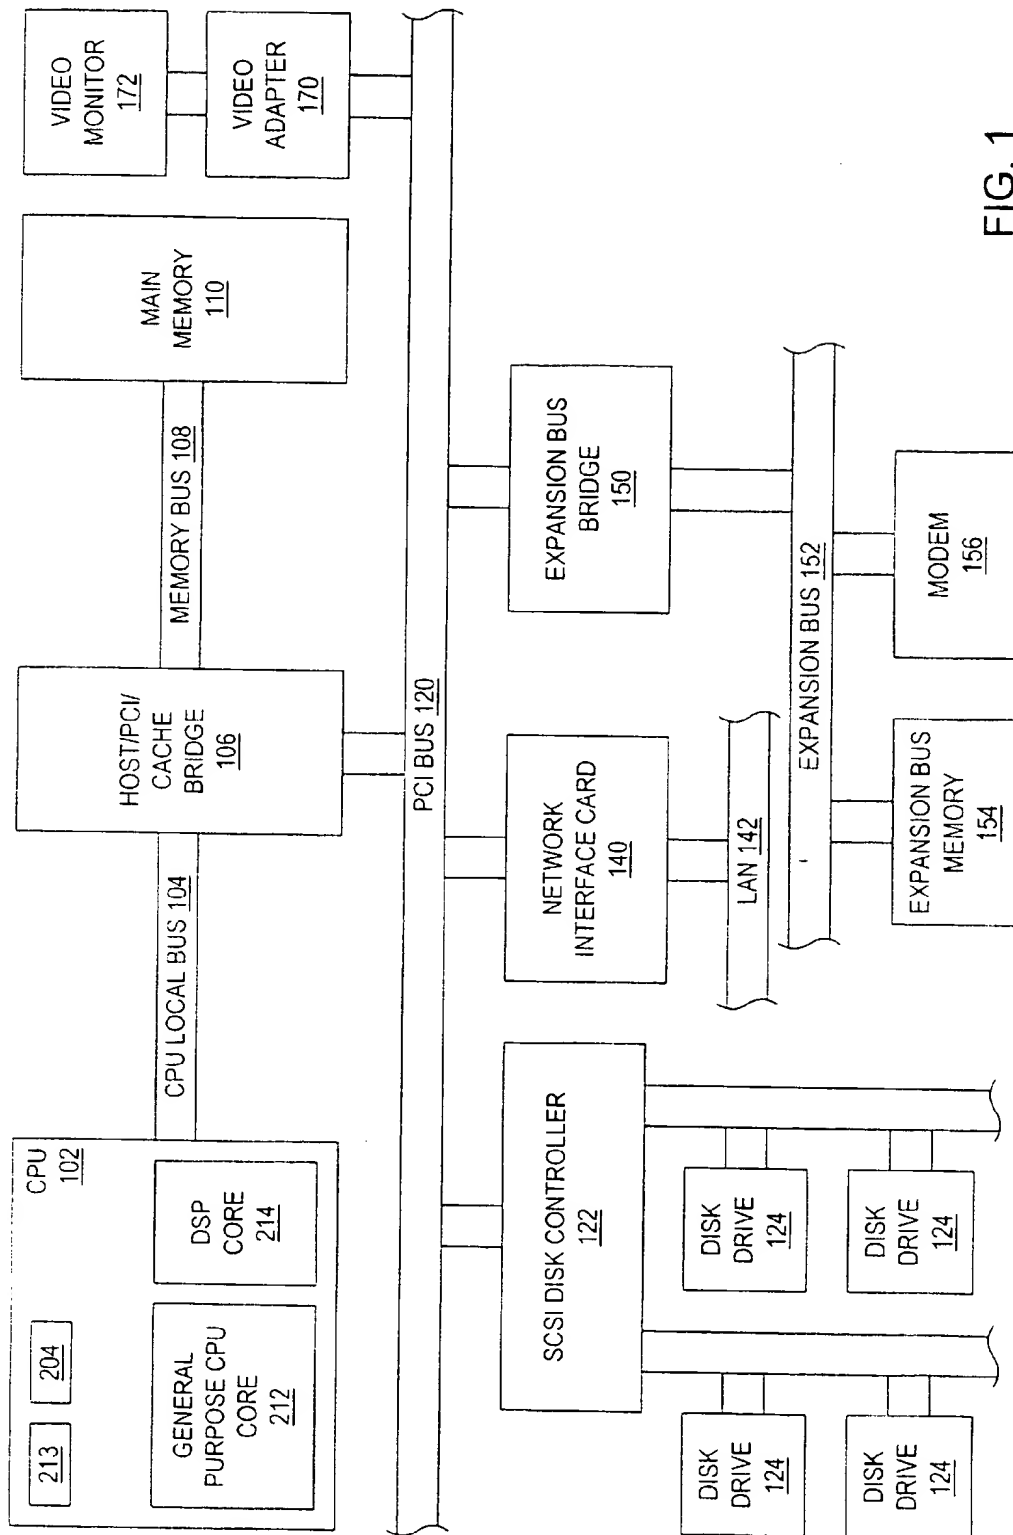 CPU
102
213
204
GENERAL
PURPOSE CPU
CORE
212
DSP
CORE
214
CPU LOCAL BUS 104
HOST/PCI/
CACHE
BRIDGE
106
MEMORY BUS 108
MAIN
MEMORY
110
VIDEO
MONITOR
172
VIDEO
ADAPTER
170
PCI BUS 120
SCSI DISK CONTROLLER
122
NETWORK
INTERFACE CARD
140
EXPANSION BUS
BRIDGE
150
DISK
DRIVE
124
DISK
DRIVE
124
DISK
DRIVE
124
DISK
DRIVE
124
LAN 142
EXPANSION BUS 152
EXPANSION BUS
MEMORY
154
MODEM
156
FIG. 1